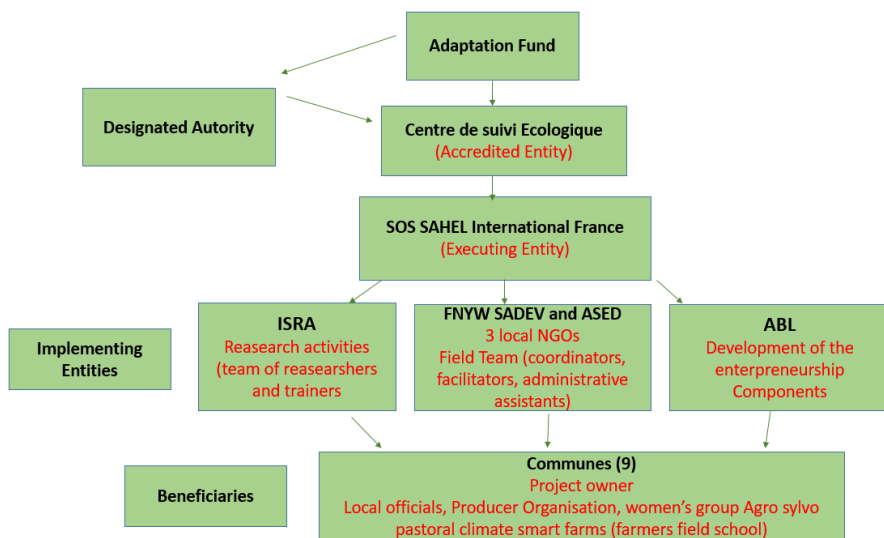 Adaptation Fund
Designated Autority
Centre de suivi Ecologique
(Accredited Entity)
SOS SAHEL International France
(Executing Entity)
Implementing
Entities
ISRA
Reasearch activities
(team of reasearshers
and trainers
FNYW SADEV and ASED
3 local NGOs
Field Team (coordinators,
facilitators, administrative
assistants)
ABL
Development of the
enterpreneurship
Components
Beneficiaries
Communes (9)
Project owner
Local officials, Producer Organisation, women’s group Agro sylvo
pastoral climate smart farms (farmers field school)